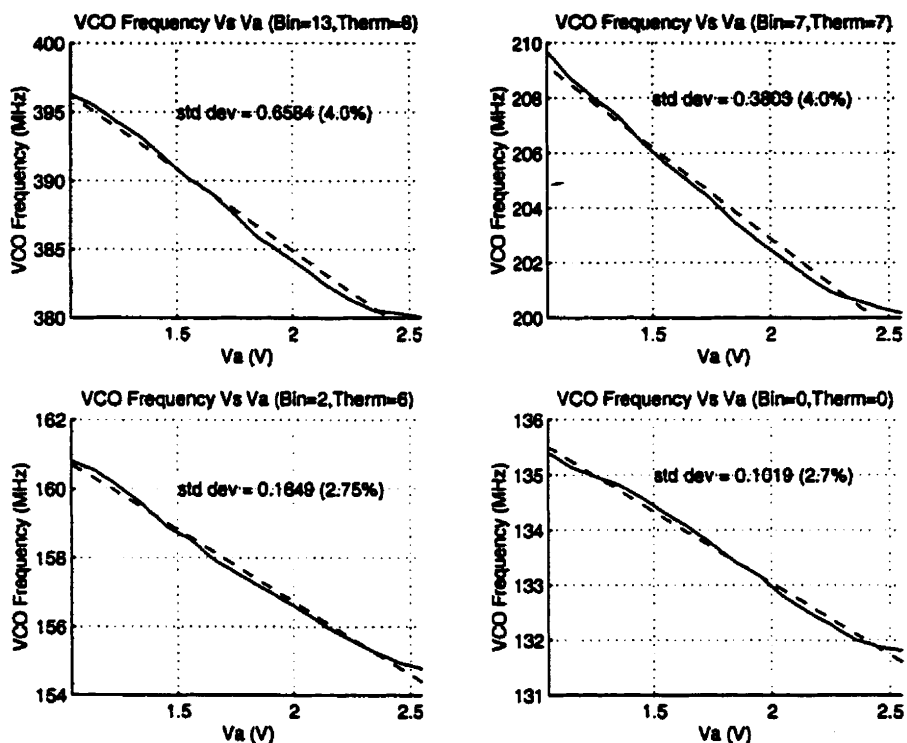 VCO Frequency Vs Va (Bin=13,Therm=8)
400
395
390
385
380
VCO Frequency (MHz)
std dev = 0.6584 (4.0%)
1.5
2
2.5
Va (V)
VCO Frequency Vs Va (Bin=7,Therm=7)
210
208
206
204
202
200
VCO Frequency (MHz)
std dev = 0.3803 (4.0%)
1.5
2
2.5
Va (V)
VCO Frequency Vs Va (Bin=2,Therm=6)
162
160
158
156
154
VCO Frequency (MHz)
std dev = 0.1649 (2.75%)
1.5
2
2.5
Va (V)
VCO Frequency Vs Va (Bin=0,Therm=0)
136
135
134
133
132
131
VCO Frequency (MHz)
std dev = 0.1019 (2.7%)
1.5
2
2.5
Va (V)